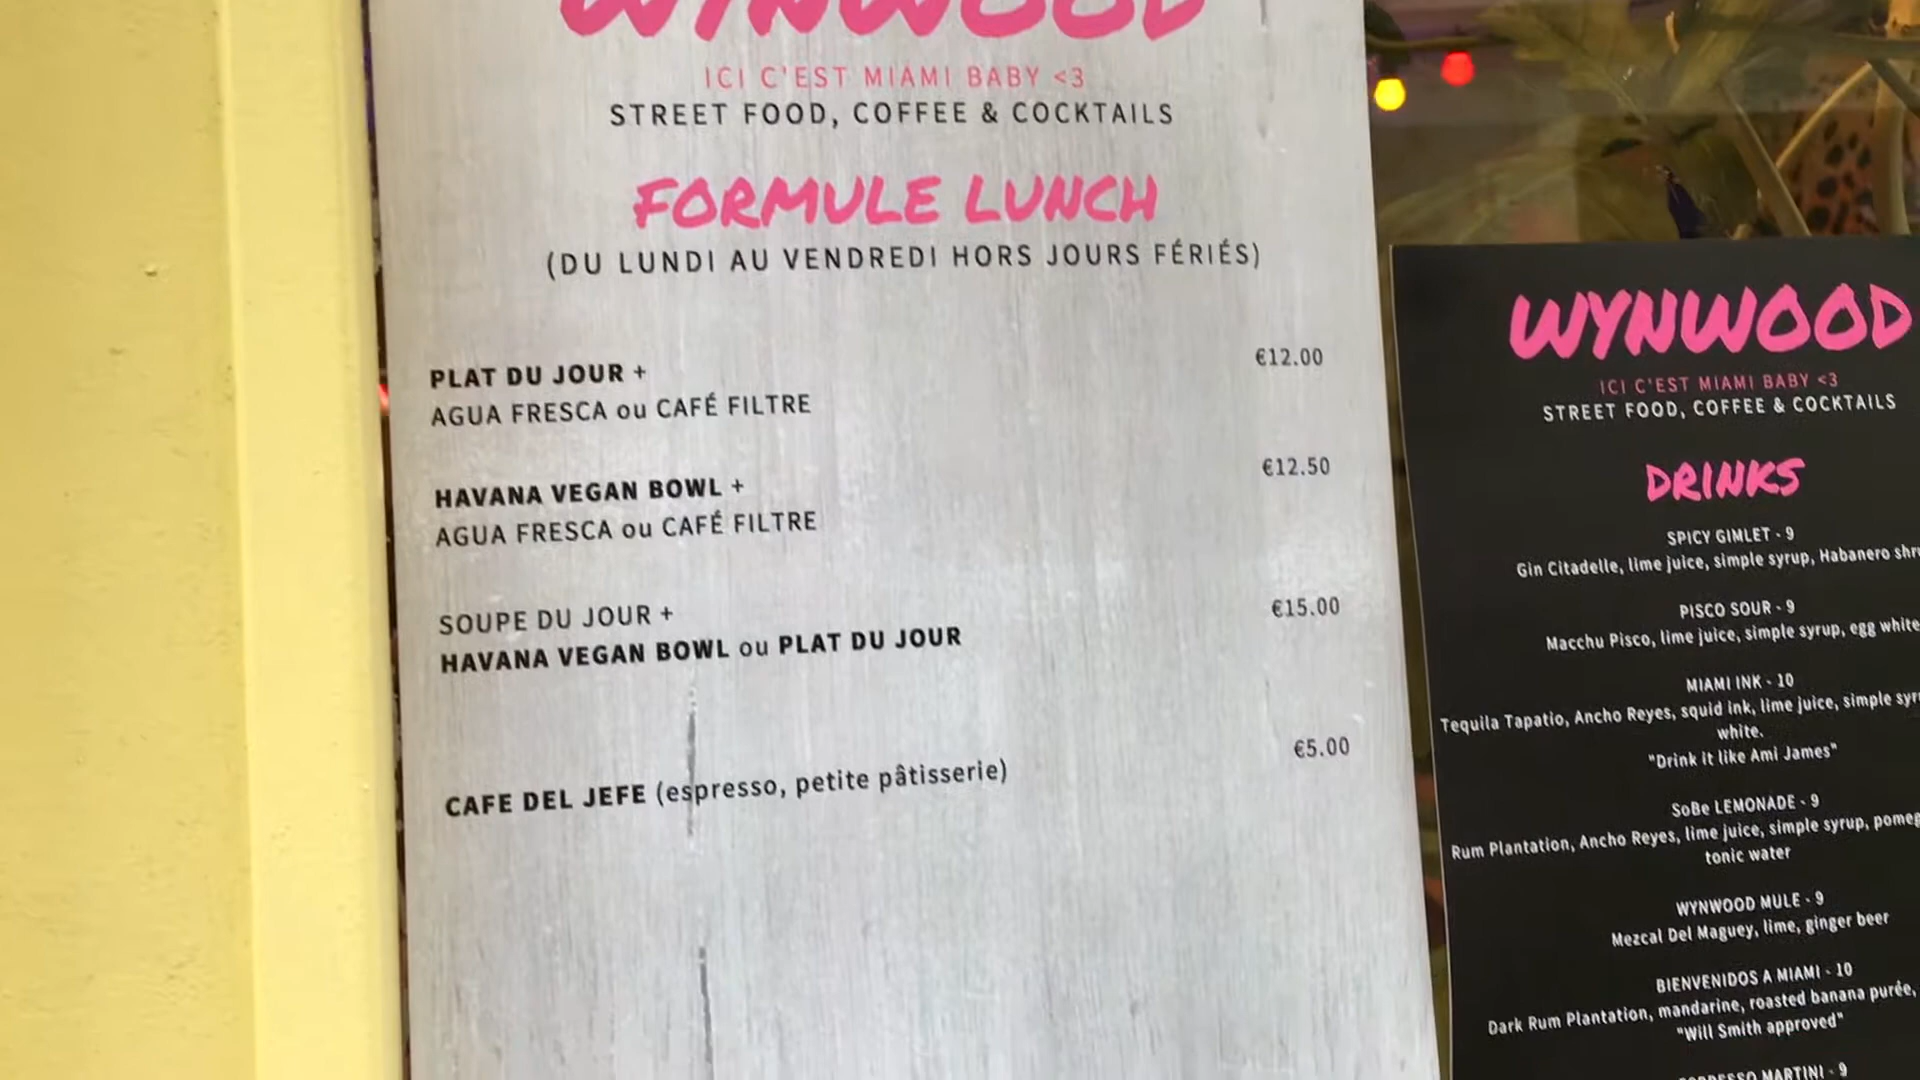 WYNWOOD
ICI C'EST MIAMI BABY <3
STREET FOOD, COFFEE & COCKTAILS
FORMULE LUNCH
(DU LUNDI AU VENDREDI HORS JOURS FÉRIÉS)
PLAT DU JOUR + €12.00
AGUA FRESCA ou CAFÉ FILTRE
HAVANA VEGAN BOWL + €12.50
AGUA FRESCA ou CAFÉ FILTRE
SOUPE DU JOUR + €15.00
HAVANA VEGAN BOWL ou PLAT DU JOUR
CAFE DEL JEFE (espresso, petite pâtisserie) €5.00
WYNWOOD
ICI C'EST MIAMI BABY <3
STREET FOOD, COFFEE & COCKTAILS
DRINKS
SPICY GIMLET - 9
Gin Citadelle, lime juice, simple syrup, Habanero
PISCO SOUR - 9
Macchu Pisco, lime juice, simple syrup, egg white
MIAMI INK - 10
Tequila Tapatio, Ancho Reyes, squid ink, lime juice, simple
white.
"Drink it like Ami James"
SoBe LEMONADE - 9
Rum Plantation, Ancho Reyes, lime juice, simple syrup,
tonic water
WYNWOOD MULE - 9
Mezcal Del Maguey, lime, ginger beer
BIENVENIDOS A MIAMI - 10
Dark Rum Plantation, mandarine, roasted banana purée,
"Will Smith approved"
MARTINI - 9